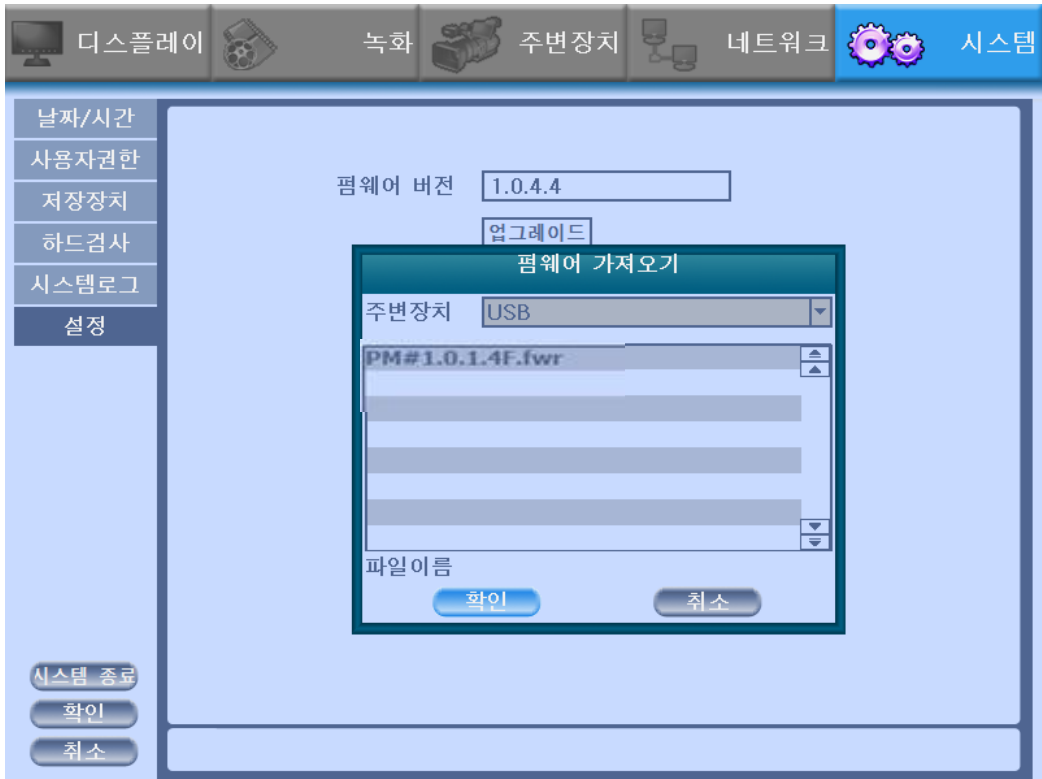 디스플레이 녹화 주변장치 네트워크 시스템
날짜/시간
사용자권한
저장장치
하드검사
시스템로그
설정
펌웨어 버전 1.0.4.4
업그레이드
펌웨어 가져오기
주변장치 USB
PM#1.0.1.4F.fwr
파일이름
확인 취소
시스템 종료
확인
취소